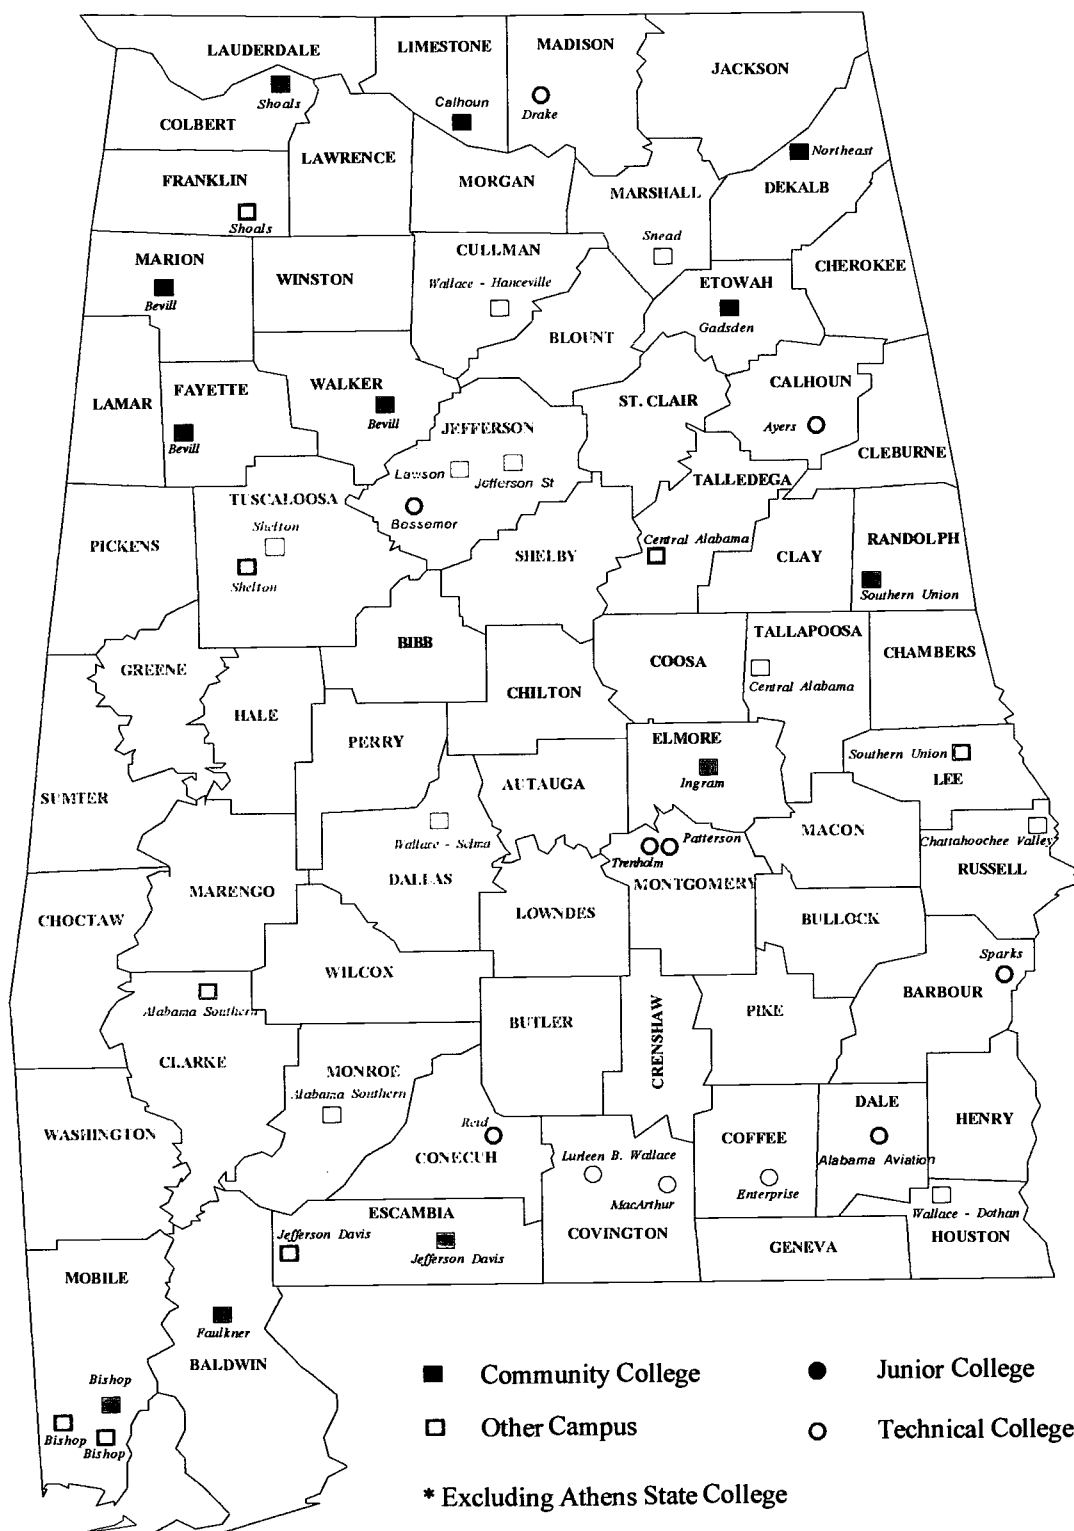 LAUDERDALE
LIMESTONE
MADISON
JACKSON
Shoals
Calhoun
Drake
COLBERT
LAWRENCE
Northeast
FRANKLIN
MORGAN
MARSHALL
DEKALB
Shoals
Snead
MARION
CULLMAN
CHEROKEE
WINSTON
Wallace - Hanceville
ETOWAH
Bevill
Gadsden
BLOUNT
LAMAR
FAYETTE
WALKER
ST. CLAIR
CALHOUN
Bevill
Bevill
JEFFERSON
Ayers
CLEBURNE
Lawson
Jefferson St
TALLEDEGA
TUSCALOOSA
Shelton
Bessemer
PICKENS
SHELBY
Central Alabama
CLAY
RANDOLPH
Shelton
Southern Union
GREENE
BIBB
COOSA
TALLAPOOSA
CHAMBERS
CHILTON
Central Alabama
HALE
PERRY
ELMORE
Southern Union
LEE
SUMTER
AUTAUGA
Ingram
MACON
Wallace - Selma
Trenholm
Patterson
Chattahoochee Valley
RUSSELL
MARENGO
DALLAS
MONTGOMERY
CHOCTAW
LOWNDES
BULLOCK
WILCOX
Sparks
BARBOUR
Alabama Southern
BUTLER
CRENSHAW
PIKE
CLARKE
MONROE
Alabama Southern
DALE
HENRY
WASHINGTON
Reid
CONECUH
Lurleen B. Wallace
COFFEE
Alabama Aviation
MacArthur
Enterprise
Wallace - Dothan
ESCAMBIA
Jefferson Davis
Jefferson Davis
COVINGTON
GENEVA
HOUSTON
MOBILE
Faulkner
BALDWIN
Bishop
Bishop
Bishop
Community College
Junior College
Other Campus
Technical College
* Excluding Athens State College